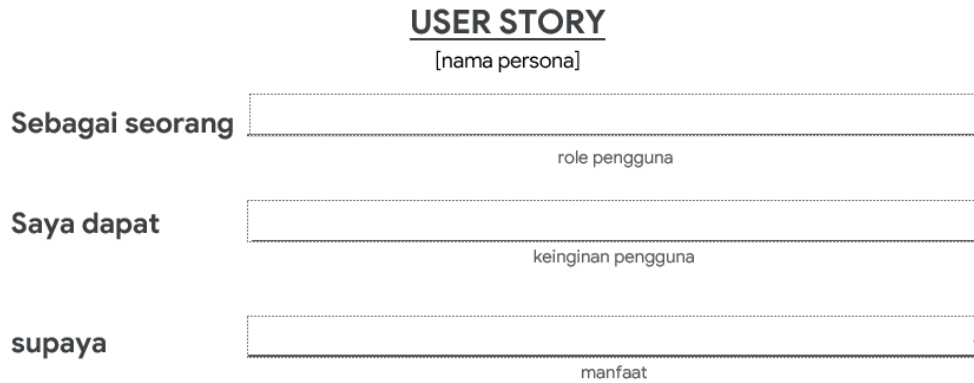 USER STORY
[nama persona]
Sebagai seorang
role pengguna
Saya dapat
keinginan pengguna
supaya
manfaat